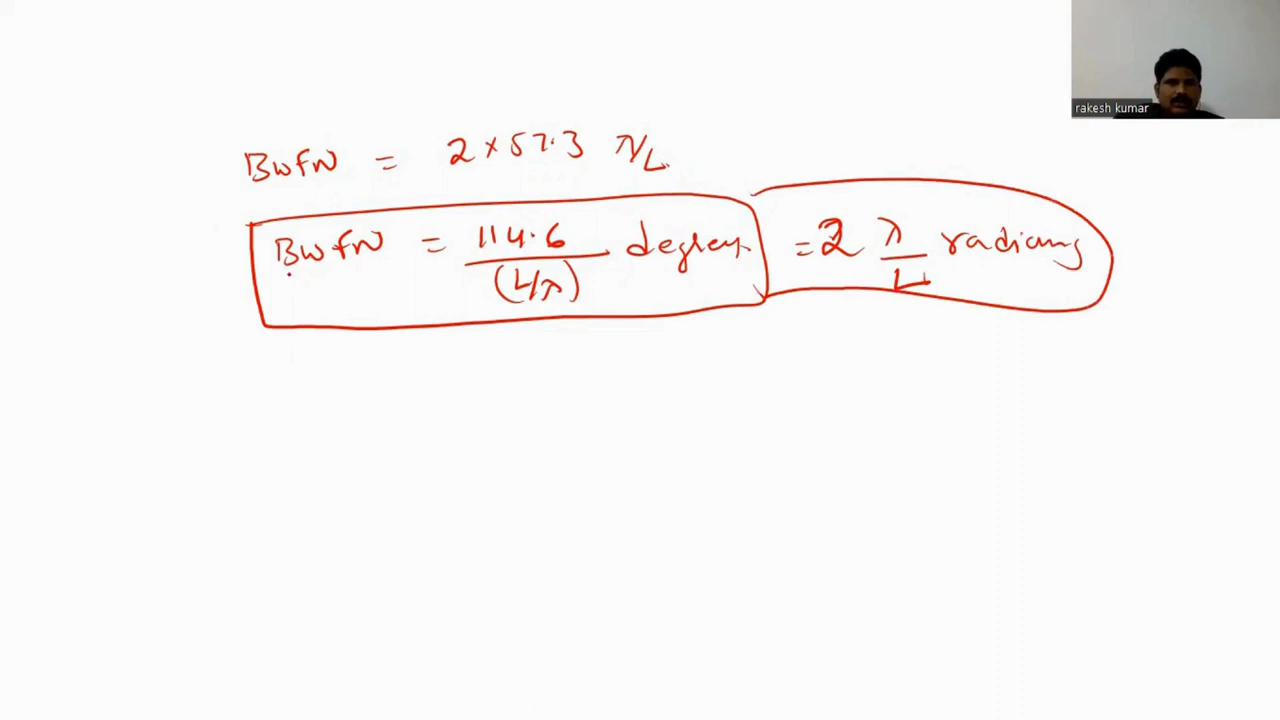 rakesh kumar
BWFN = 2 × 57.3 λ/L
BWFN = 114.6/(L/λ) degrees = 2 λ/L radians